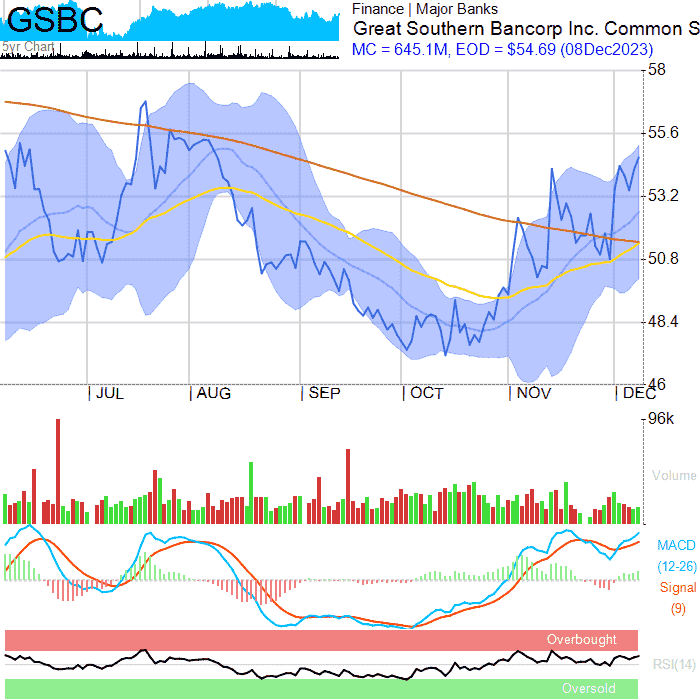 GSBC
5yr Chart
Finance | Major Banks
Great Southern Bancorp Inc. Common S
MC = 645.1M, EOD = $54.69 (08Dec2023)
58
55.6
53.2
50.8
48.4
46
JUL AUG SEP OCT NOV DEC
96k
Volume
MACD
(12-26)
Signal
(9)
Overbought
RSI(14)
Oversold